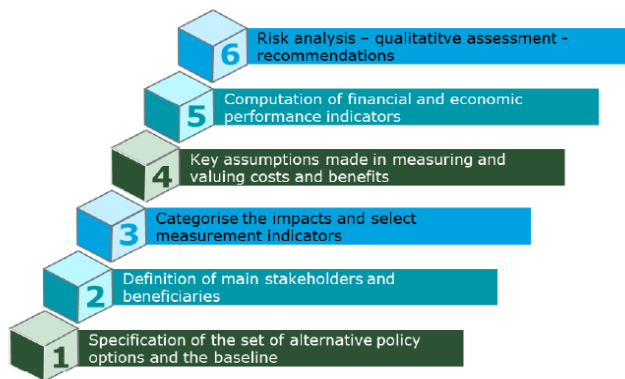 6
Risk analysis – qualitatitve assessment -
recommendations
5
Computation of financial and economic
performance indicators
4
Key assumptions made in measuring and
valuing costs and benefits
3
Categorise the impacts and select
measurement indicators
2
Definition of main stakeholders and
beneficiaries
1
Specification of the set of alternative policy
options and the baseline